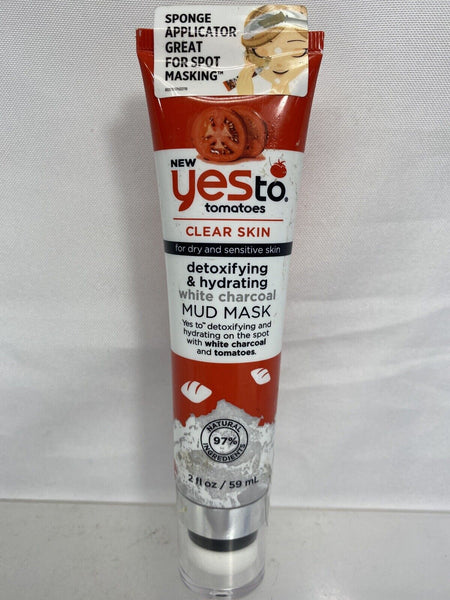 SPONGE
APPLICATOR
GREAT
FOR SPOT
MASKING™
NEW
yesto®
tomatoes
CLEAR SKIN
for dry and sensitive skin
detoxifying
& hydrating
white charcoal
MUD MASK
Yes to™ detoxifying and
hydrating on the spot
with white charcoal
and tomatoes.
NATURAL
97%
INGREDIENTS
2 fl oz / 59 mL